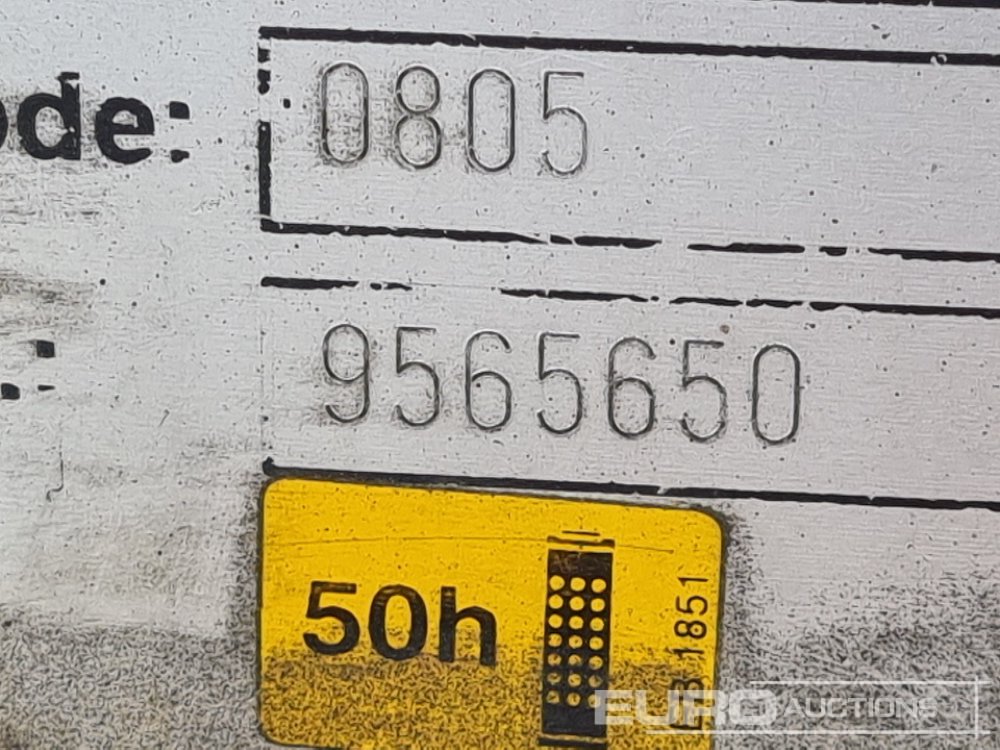 ode: 0805
: 9565650
50h
1851
EURO AUCTIONS